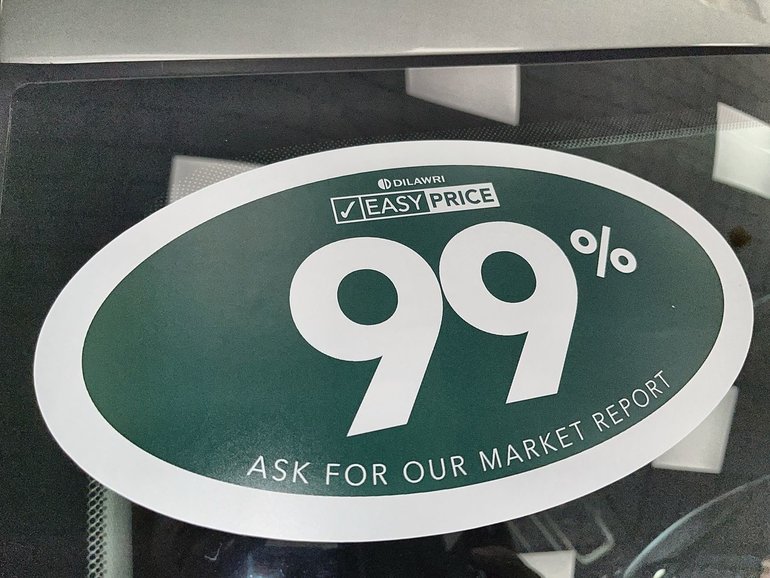 DILAWRI
✓ EASY PRICE
99%
ASK FOR OUR MARKET REPORT